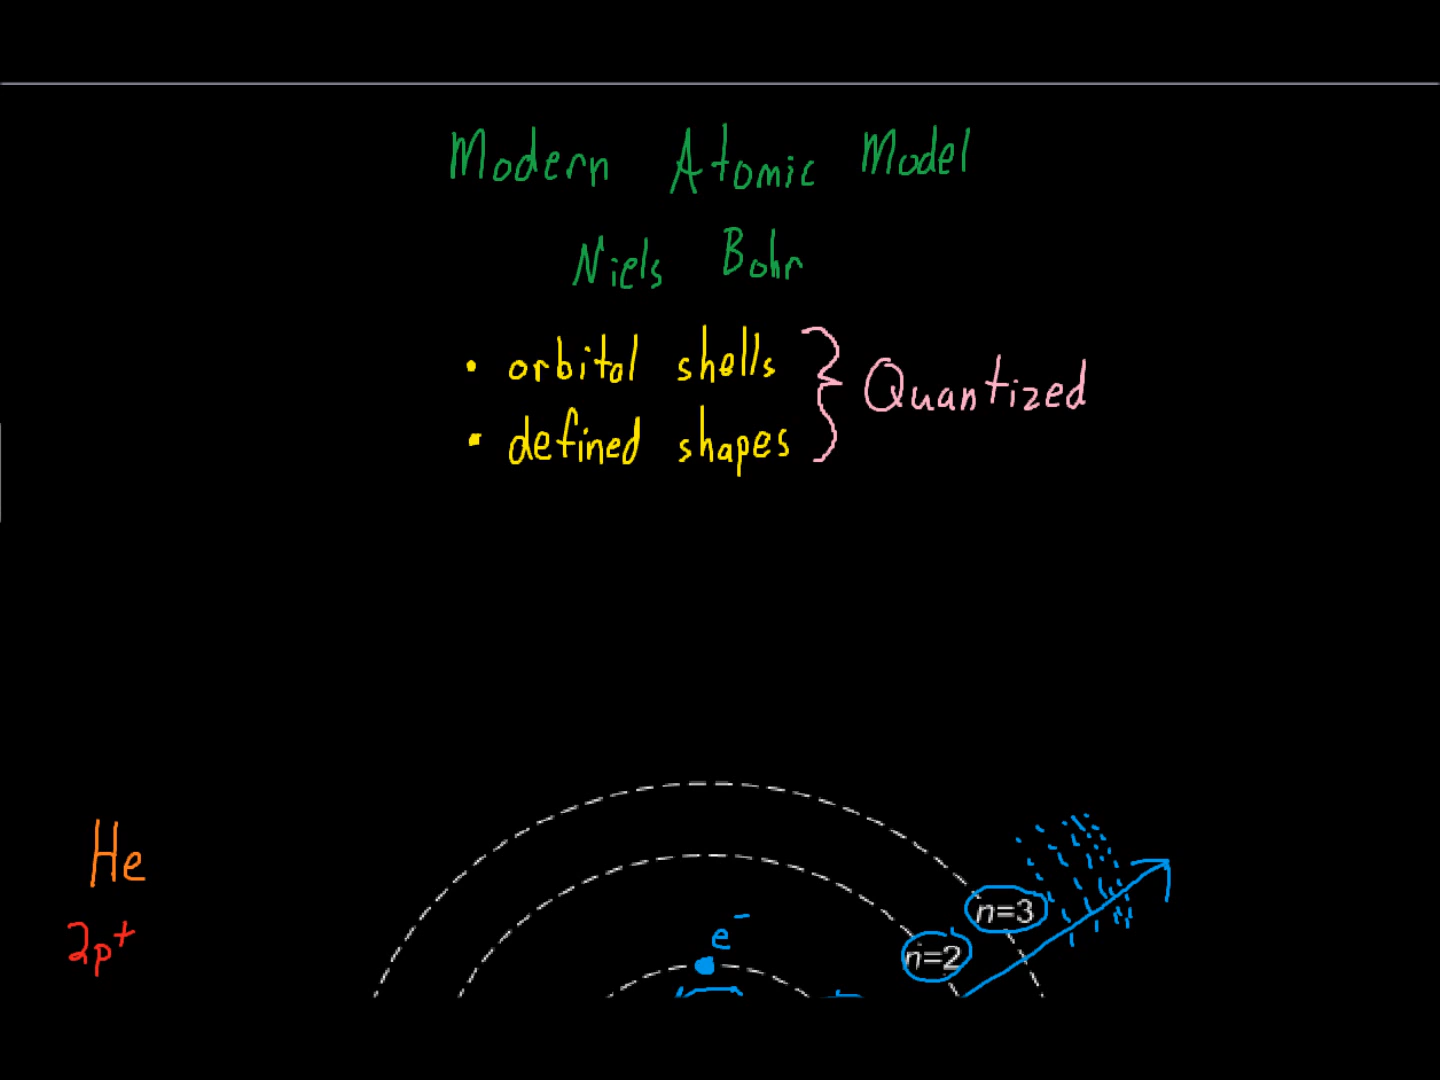 Modern Atomic Model
Niels Bohr
• orbital shells
• defined shapes
Quantized
He
2p+
e-
n=3
n=2